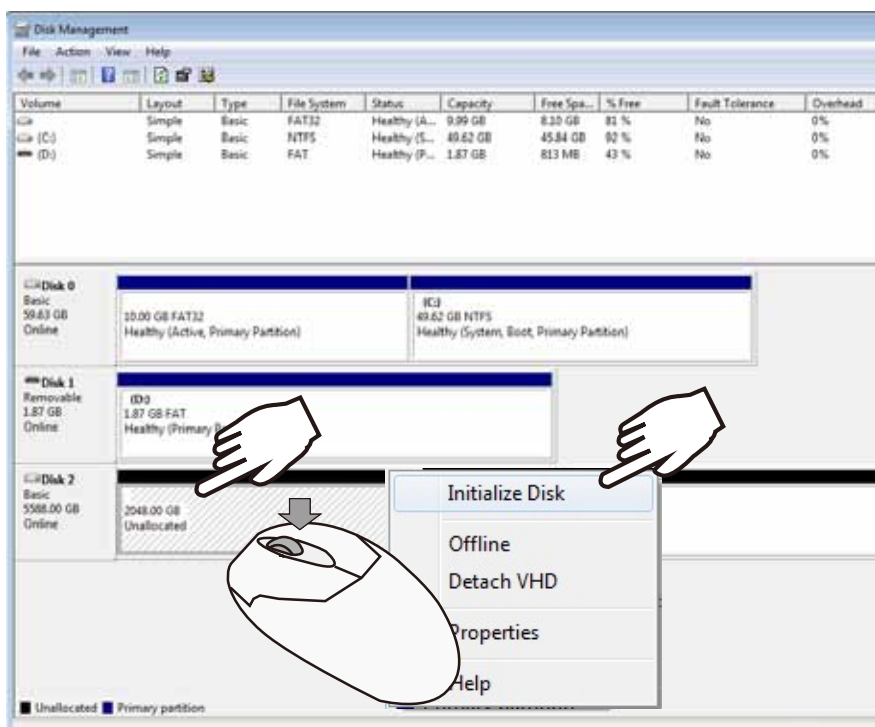 Disk Management
File Action View Help
Volume Layout Type File System Status Capacity Free Spa... % Free Fault Tolerance Overhead
Simple Basic FAT32 Healthy (A... 9.99 GB 8.10 GB 81 % No 0%
(C:) Simple Basic NTFS Healthy (S... 49.62 GB 45.84 GB 92 % No 0%
(D:) Simple Basic FAT Healthy (P... 1.87 GB 813 MB 43 % No 0%
Disk 0
Basic
59.63 GB
Online
10.00 GB FAT32
Healthy (Active, Primary Partition)
(C:)
49.62 GB NTFS
Healthy (System, Boot, Primary Partition)
Disk 1
Removable
1.87 GB
Online
(D:)
1.87 GB FAT
Healthy (Primary
Disk 2
Basic
5588.00 GB
Online
2048.00 GB
Unallocated
Initialize Disk
Offline
Detach VHD
Properties
Help
Unallocated Primary partition